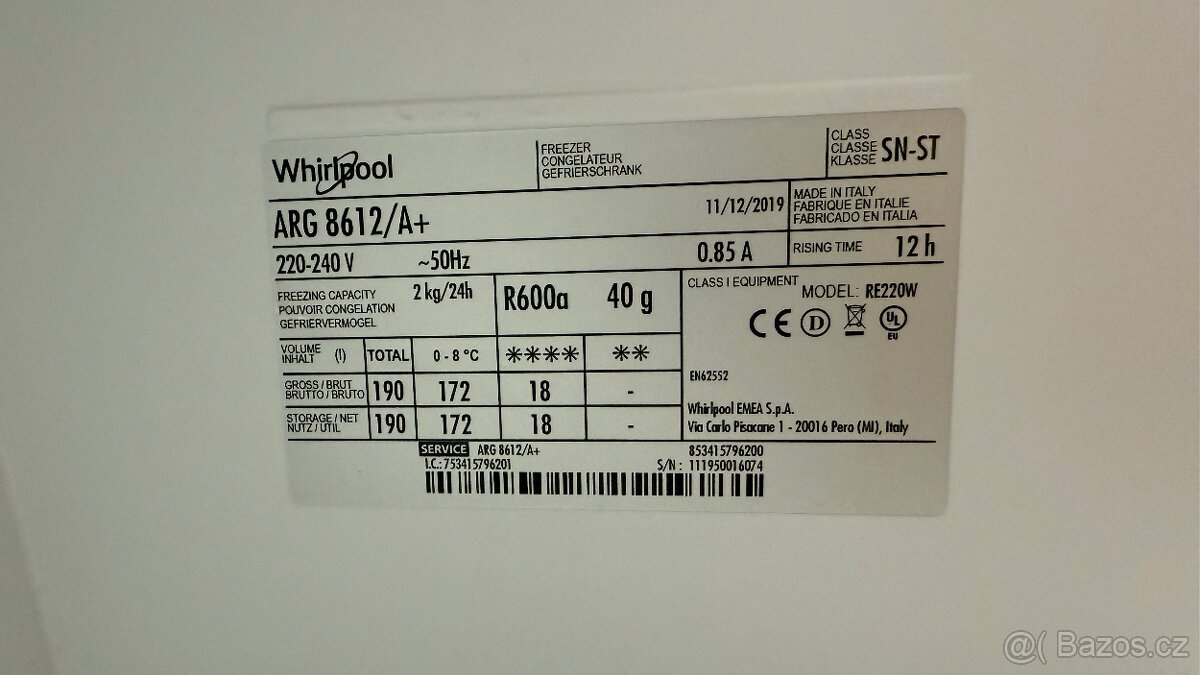 Whirlpool
FREEZER
CONGELATEUR
GEFRIERSCHRANK
CLASS
CLASSE
KLASSE
SN-ST
ARG 8612/A+
11/12/2019
MADE IN ITALY
FABRIQUE EN ITALIE
FABRICADO EN ITALIA
220-240 V ~50Hz 0.85 A
RISING TIME 12 h
FREEZING CAPACITY
POUVOIR CONGELATION
GEFRIERVERMOGEL
2 kg/24h
R600a 40 g
CLASS I EQUIPMENT
MODEL: RE220W
CE D UL
EU
VOLUME
INHALT (l)
TOTAL 0 - 8 °C **** **
GROSS / BRUT
BRUTTO / BRUTO
190 172 18 -
STORAGE / NET
NUTZ / UTIL
190 172 18 -
EN62552
Whirlpool EMEA S.p.A.
Via Carlo Pisacane 1 - 20016 Pero (MI), Italy
SERVICE ARG 8612/A+ 853415796200
I.C.: 753415796201 S/N : 111950016074
@( Bazos.cz